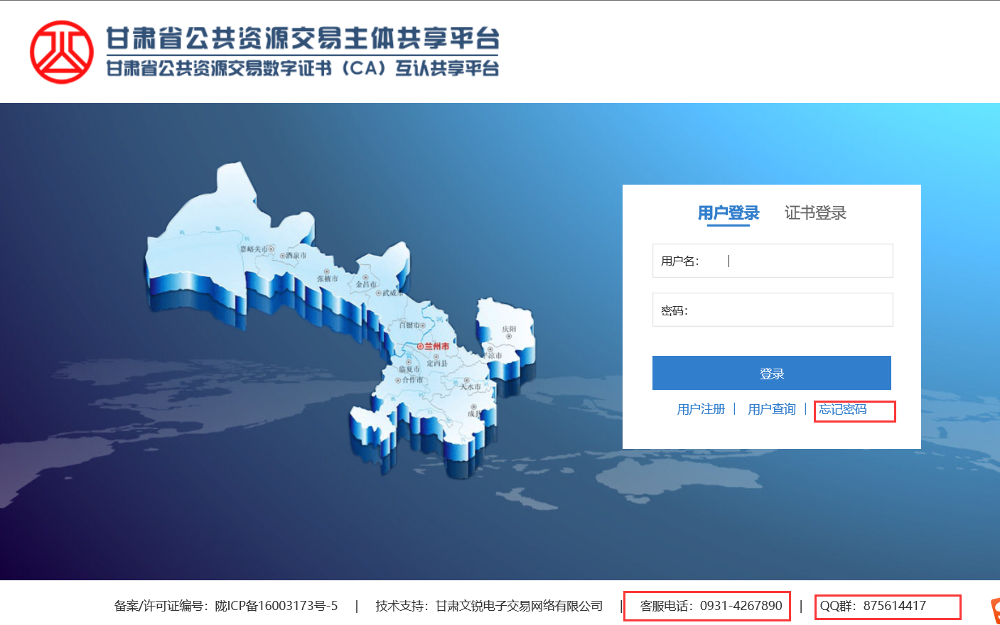 甘肃省公共资源交易主体共享平台
甘肃省公共资源交易数字证书（CA）互认共享平台
用户登录 证书登录
用户名：
密码：
登录
用户注册 | 用户查询 | 忘记密码
嘉峪关市
酒泉市
张掖市
金昌市
武威市
白银市
兰州市
定西县
临夏市
合作市
庆阳
平凉市
天水市
成县
河
备案/许可证编号：陇ICP备16003173号-5 | 技术支持：甘肃文锐电子交易网络有限公司 | 客服电话：0931-4267890 | QQ群：875614417